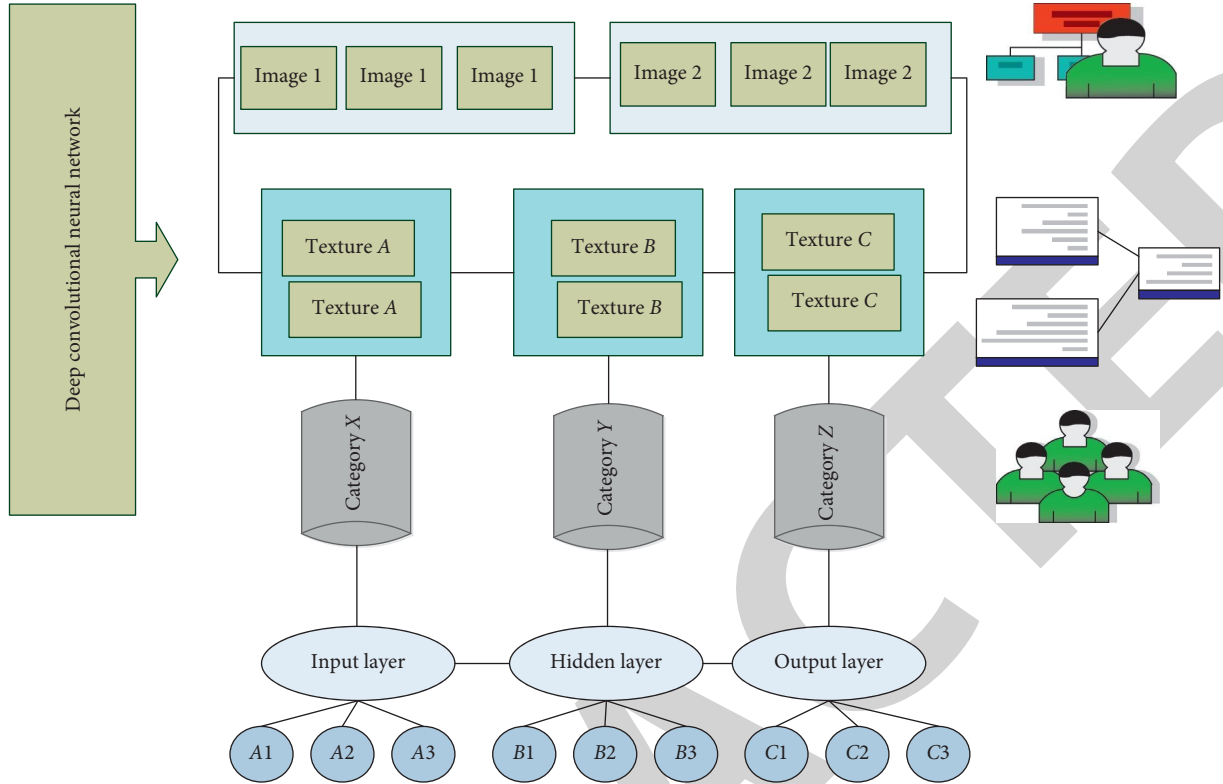 Deep convolutional neural network
Image 1
Image 1
Image 1
Image 2
Image 2
Image 2
Texture A
Texture A
Texture B
Texture B
Texture C
Texture C
Category X
Category Y
Category Z
Input layer
Hidden layer
Output layer
A1
A2
A3
B1
B2
B3
C1
C2
C3